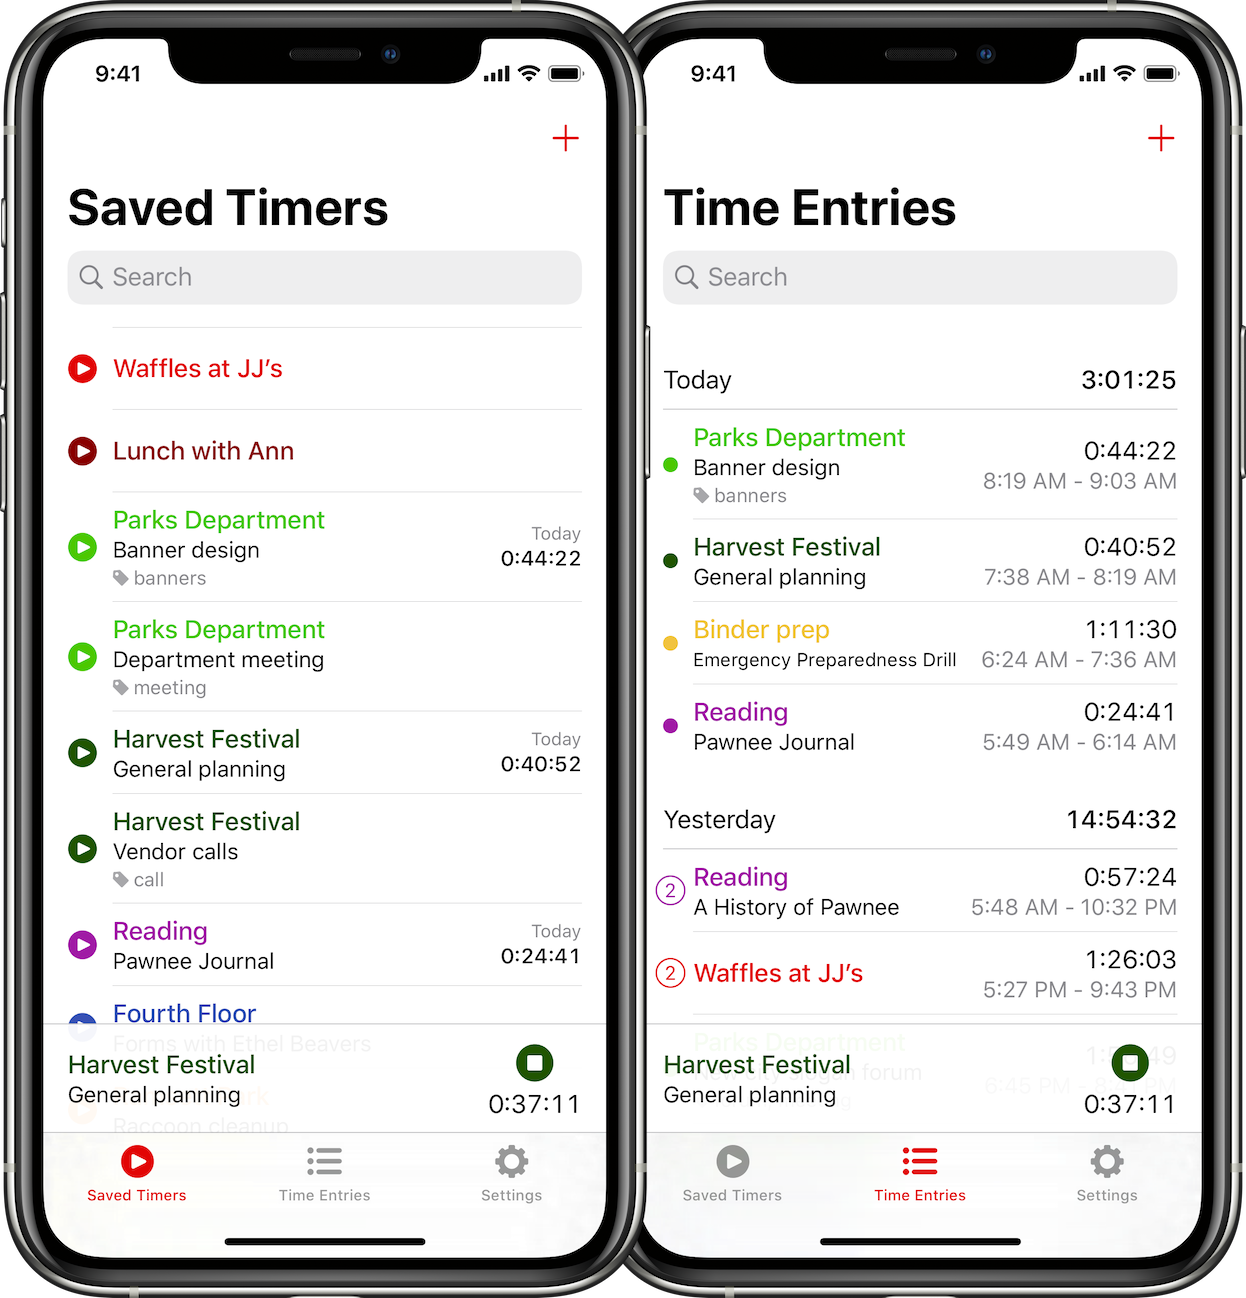 9:41
Saved Timers
Search
Waffles at JJ’s
Lunch with Ann
Parks Department
Banner design
banners
Today
0:44:22
Parks Department
Department meeting
meeting
Harvest Festival
General planning
Today
0:40:52
Harvest Festival
Vendor calls
call
Reading
Pawnee Journal
Today
0:24:41
Fourth Floor
Forms with Ethel Beavers
Raccoon cleanup
Harvest Festival
General planning
0:37:11
Saved Timers
Time Entries
Settings
9:41
Time Entries
Search
Today 3:01:25
Parks Department
Banner design
banners
0:44:22
8:19 AM - 9:03 AM
Harvest Festival
General planning
0:40:52
7:38 AM - 8:19 AM
Binder prep
Emergency Preparedness Drill
1:11:30
6:24 AM - 7:36 AM
Reading
Pawnee Journal
0:24:41
5:49 AM - 6:14 AM
Yesterday 14:54:32
2
Reading
A History of Pawnee
0:57:24
5:48 AM - 10:32 PM
2
Waffles at JJ’s
1:26:03
5:27 PM - 9:43 PM
Parks Department
forum
6:45 PM
Harvest Festival
General planning
0:37:11
Saved Timers
Time Entries
Settings